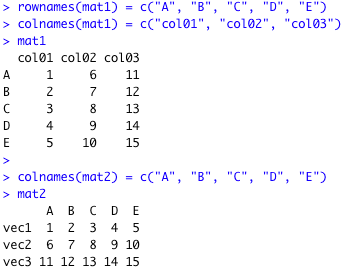 > rownames(mat1) = c("A", "B", "C", "D", "E")
> colnames(mat1) = c("col01", "col02", "col03")
> mat1
  col01 col02 col03
A     1     6    11
B     2     7    12
C     3     8    13
D     4     9    14
E     5    10    15
>
> colnames(mat2) = c("A", "B", "C", "D", "E")
> mat2
      A  B  C  D  E
vec1  1  2  3  4  5
vec2  6  7  8  9 10
vec3 11 12 13 14 15